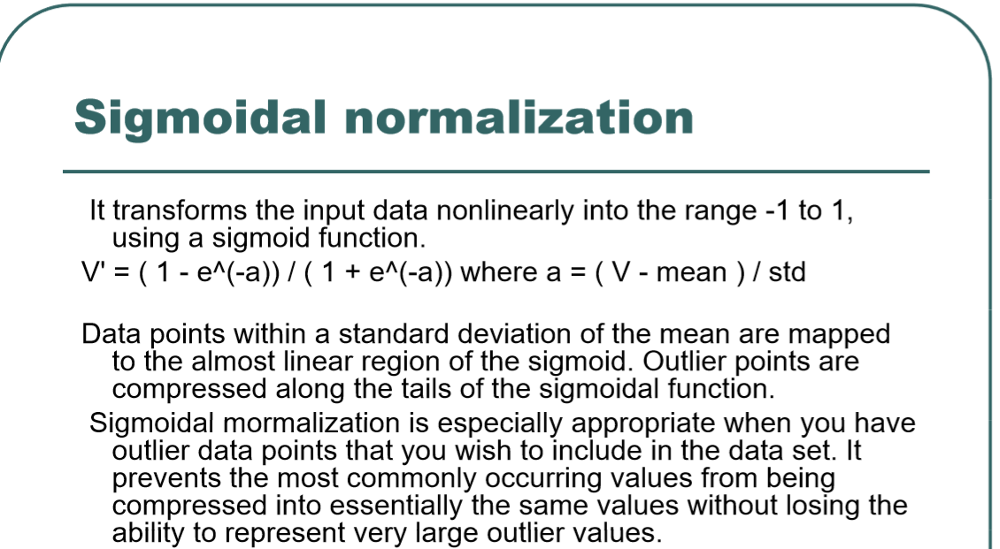 Sigmoidal normalization
It transforms the input data nonlinearly into the range -1 to 1,
using a sigmoid function.
V' = ( 1 - e^(-a)) / ( 1 + e^(-a)) where a = ( V - mean ) / std
Data points within a standard deviation of the mean are mapped
to the almost linear region of the sigmoid. Outlier points are
compressed along the tails of the sigmoidal function.
Sigmoidal mormalization is especially appropriate when you have
outlier data points that you wish to include in the data set. It
prevents the most commonly occurring values from being
compressed into essentially the same values without losing the
ability to represent very large outlier values.